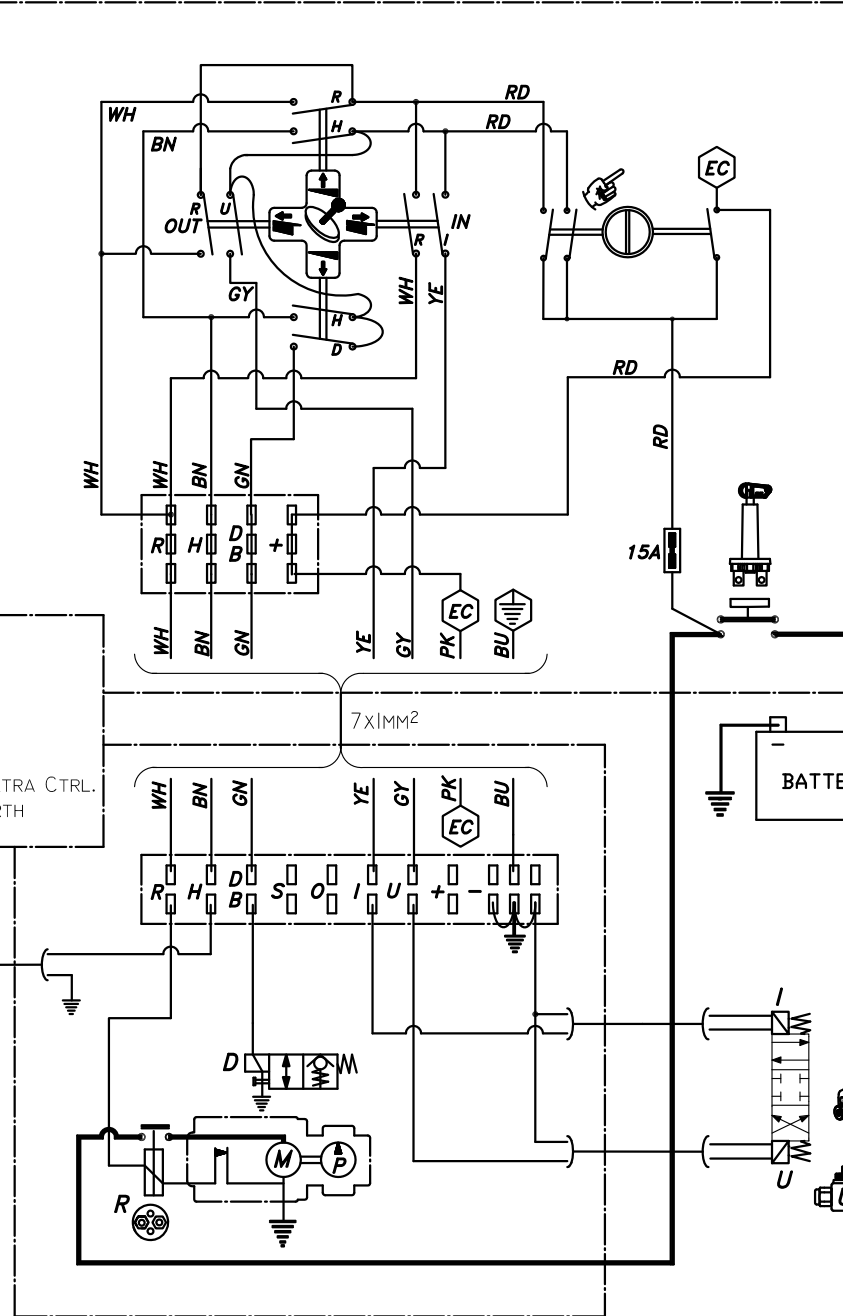 R
RD
WH
H
RD
BN
EC
R
U
OUT
IN
R
I
GY
WH
YE
H
D
RD
RD
WH
WH
BN
GN
R
H
D
B
+
15A
EC
WH
BN
GN
YE
GY
PK
BU
7x1mm²
TRA CTRL.
RTH
BATTE
WH
BN
GN
YE
GY
PK
BU
EC
R
H
D
B
S
O
I
U
+
-
I
D
M
P
R
U